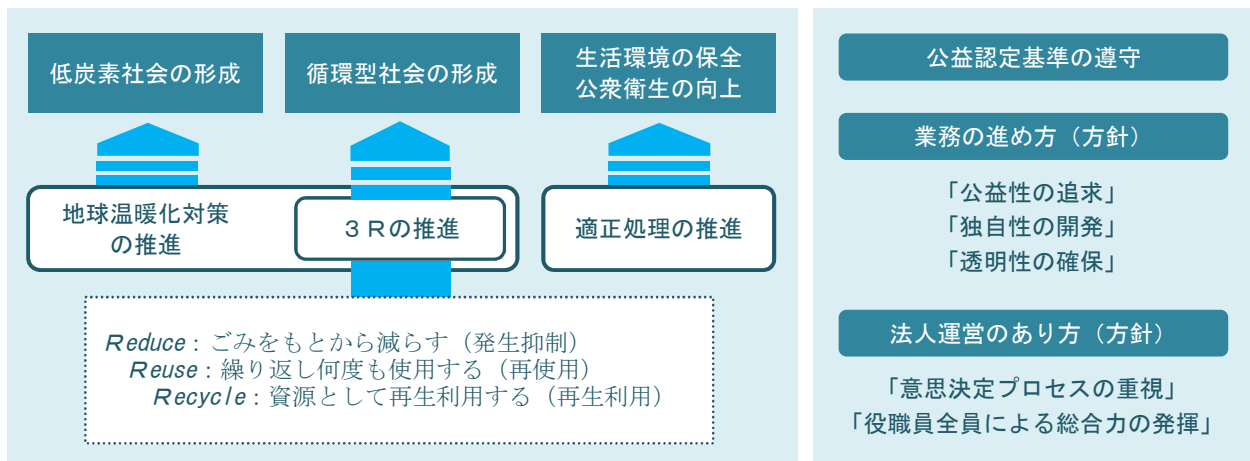 低炭素社会の形成
循環型社会の形成
生活環境の保全
公衆衛生の向上
地球温暖化対策
の推進
３Ｒの推進
適正処理の推進
Reduce：ごみをもとから減らす（発生抑制）
Reuse：繰り返し何度も使用する（再使用）
Recycle：資源として再生利用する（再生利用）
公益認定基準の遵守
業務の進め方（方針）
「公益性の追求」
「独自性の開発」
「透明性の確保」
法人運営のあり方（方針）
「意思決定プロセスの重視」
「役職員全員による総合力の発揮」